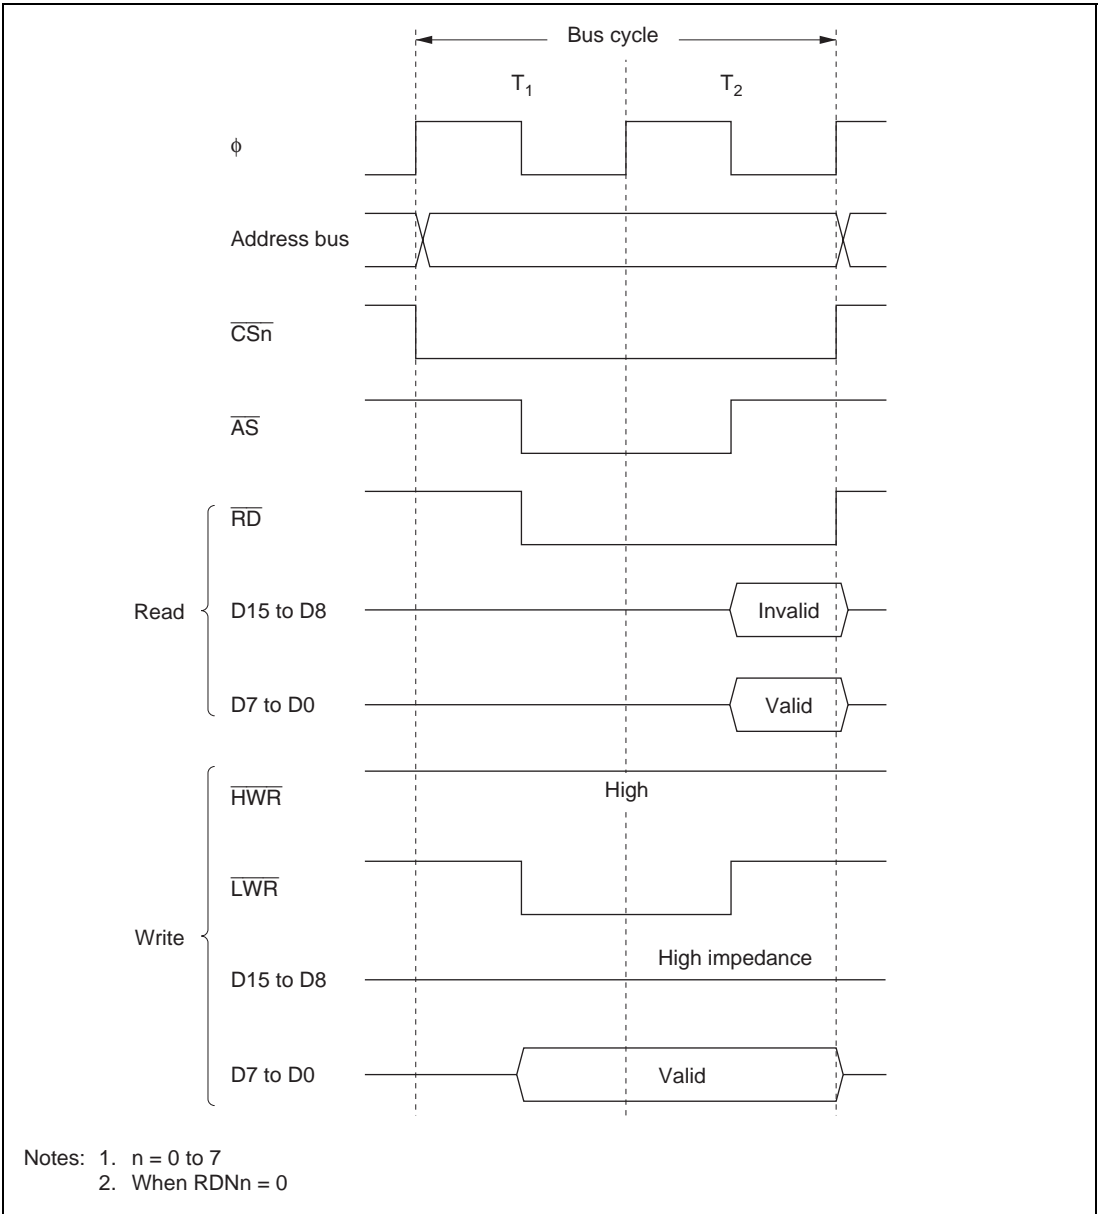 Bus cycle
T1 T2
ϕ
Address bus
CSn
AS
RD
Read
D15 to D8 Invalid
D7 to D0 Valid
HWR
High
LWR
Write
High impedance
D15 to D8
D7 to D0 Valid
Notes: 1. n = 0 to 7
2. When RDNn = 0